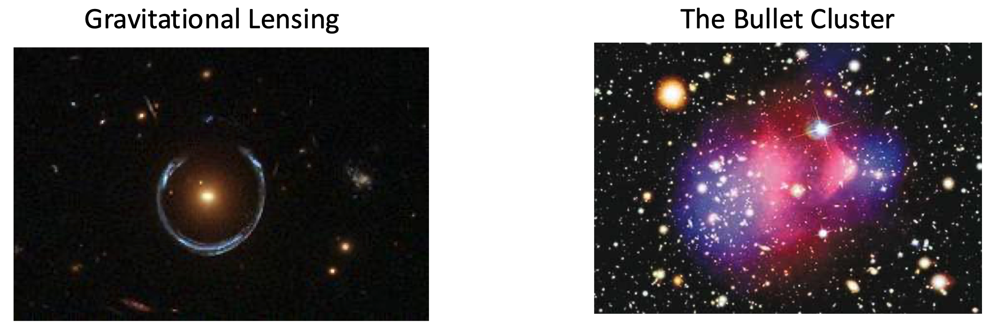 Gravitational Lensing
The Bullet Cluster